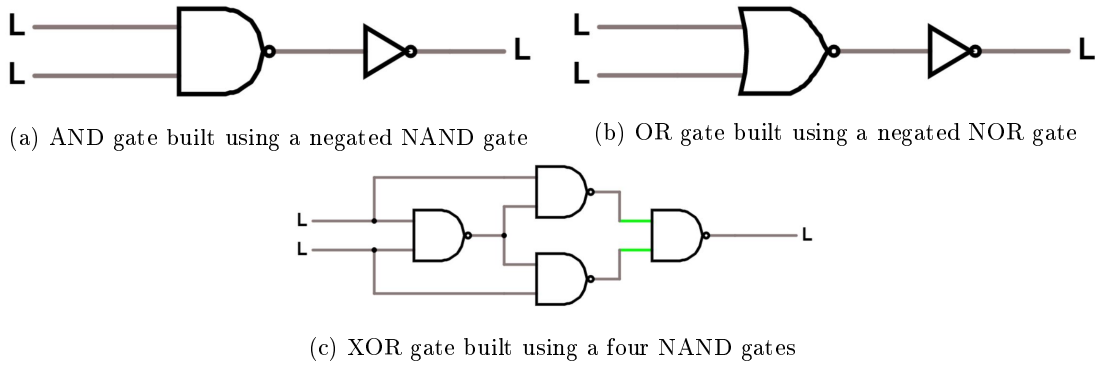 L
L
L
L
L
L
(a) AND gate built using a negated NAND gate
(b) OR gate built using a negated NOR gate
L
L
L
(c) XOR gate built using a four NAND gates